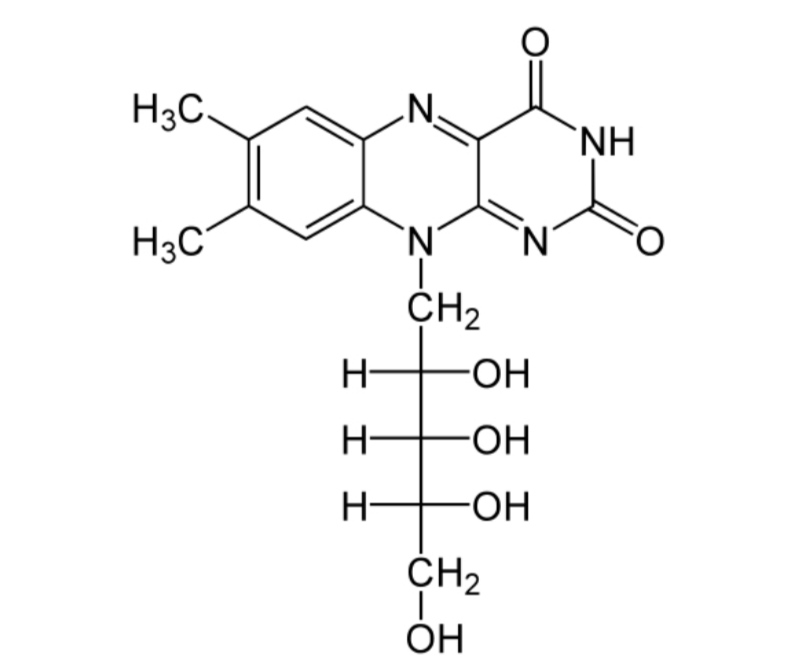 O
H₃C N NH
H₃C N N O
CH₂
H OH
H OH
H OH
CH₂
OH